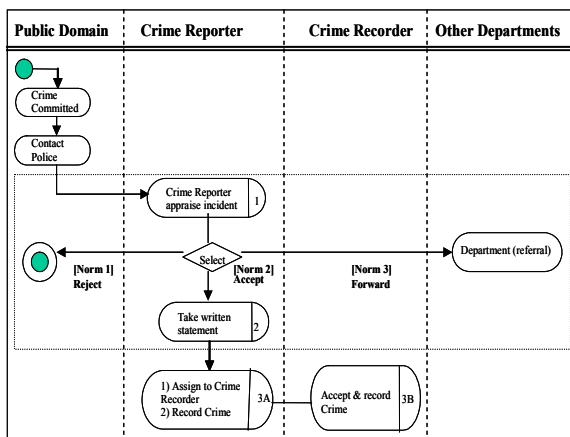 Public Domain
Crime Reporter
Crime Recorder
Other Departments
Crime
Committed
Contact
Police
Crime Reporter
appraise incident
1
Select
[Norm 1]
Reject
[Norm 2]
Accept
[Norm 3]
Forward
Department (referral)
Take written
statement
2
1) Assign to Crime
Recorder
2) Record Crime
3A
Accept & record
Crime
3B